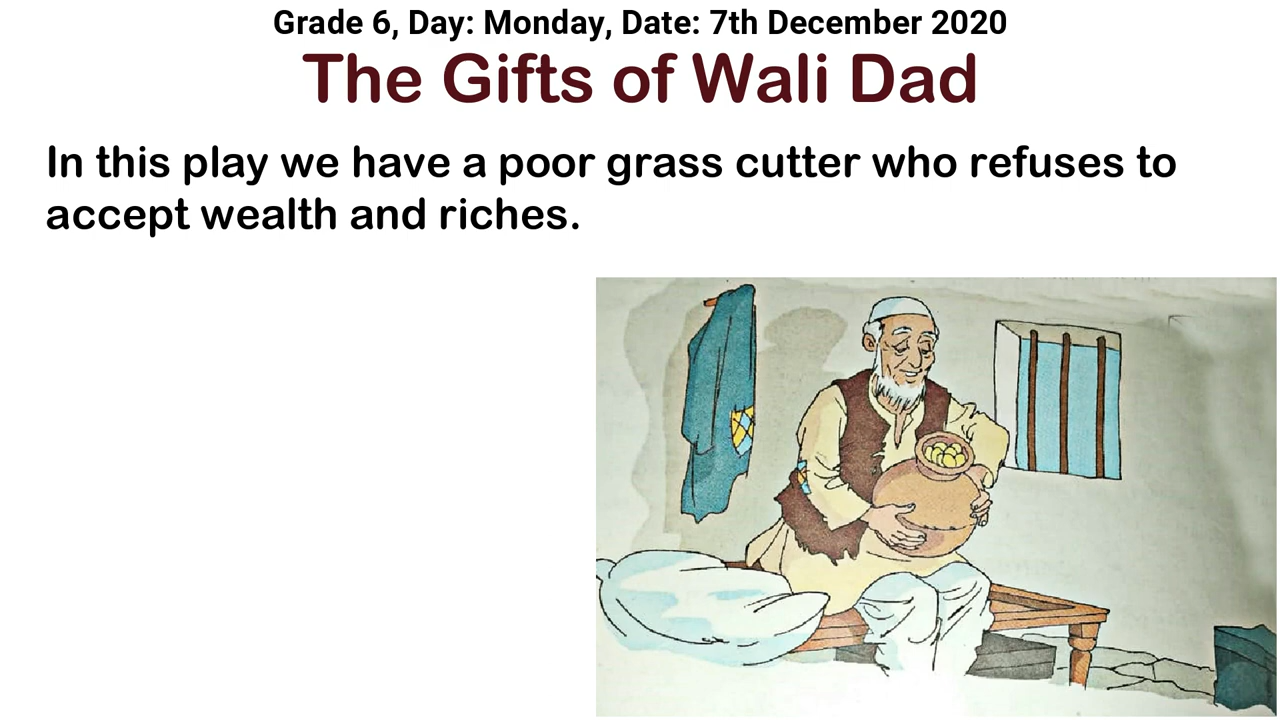 Grade 6, Day: Monday, Date: 7th December 2020
The Gifts of Wali Dad
In this play we have a poor grass cutter who refuses to
accept wealth and riches.